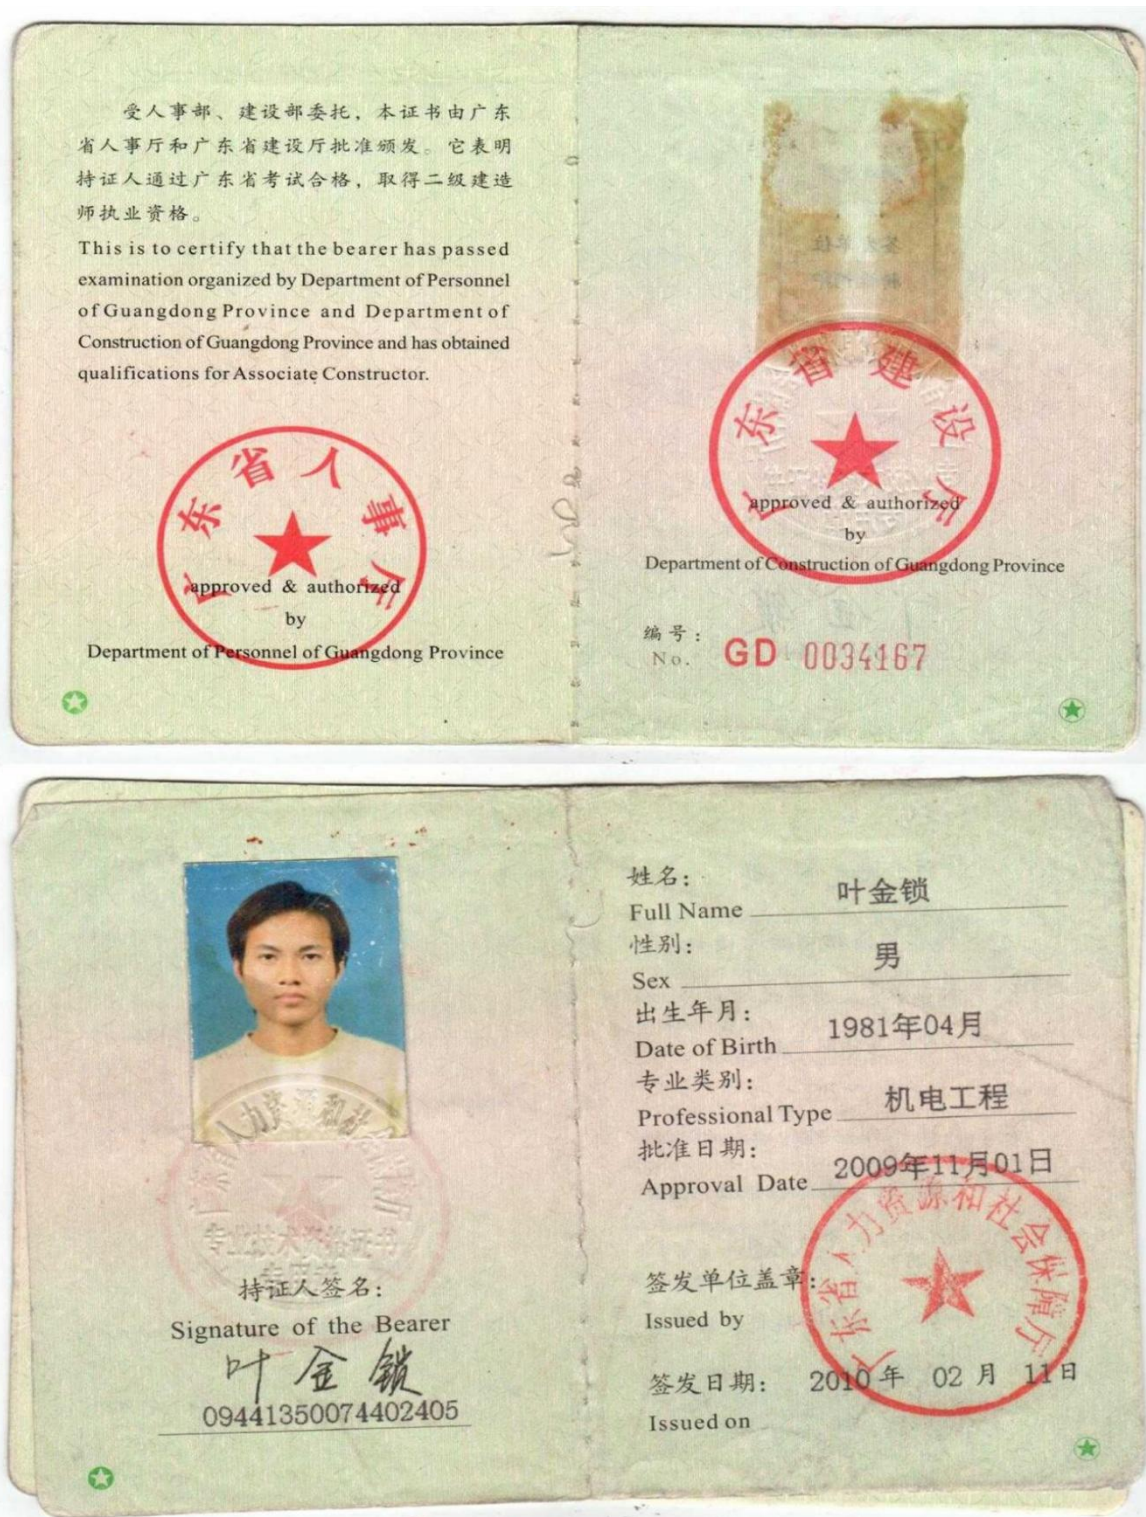 受人事部、建设部委托，本证书由广东
省人事厅和广东省建设厅批准颁发。它表明
持证人通过广东省考试合格，取得二级建造
师执业资格。
This is to certify that the bearer has passed
examination organized by Department of Personnel
of Guangdong Province and Department of
Construction of Guangdong Province and has obtained
qualifications for Associate Constructor.
广东省人事厅
approved & authorized
by
Department of Personnel of Guangdong Province
广东省建设厅
approved & authorized
by
Department of Construction of Guangdong Province
编号：
No. GD 0034167
持证人签名：
Signature of the Bearer
叶金锁
09441350074402405
专业技术资格证书
姓名： 叶金锁
Full Name
性别： 男
Sex
出生年月： 1981年04月
Date of Birth
专业类别： 机电工程
Professional Type
批准日期： 2009年11月01日
Approval Date
广东省人力资源和社会保障厅
签发单位盖章：
Issued by
签发日期： 2010 年 02 月 11日
Issued on